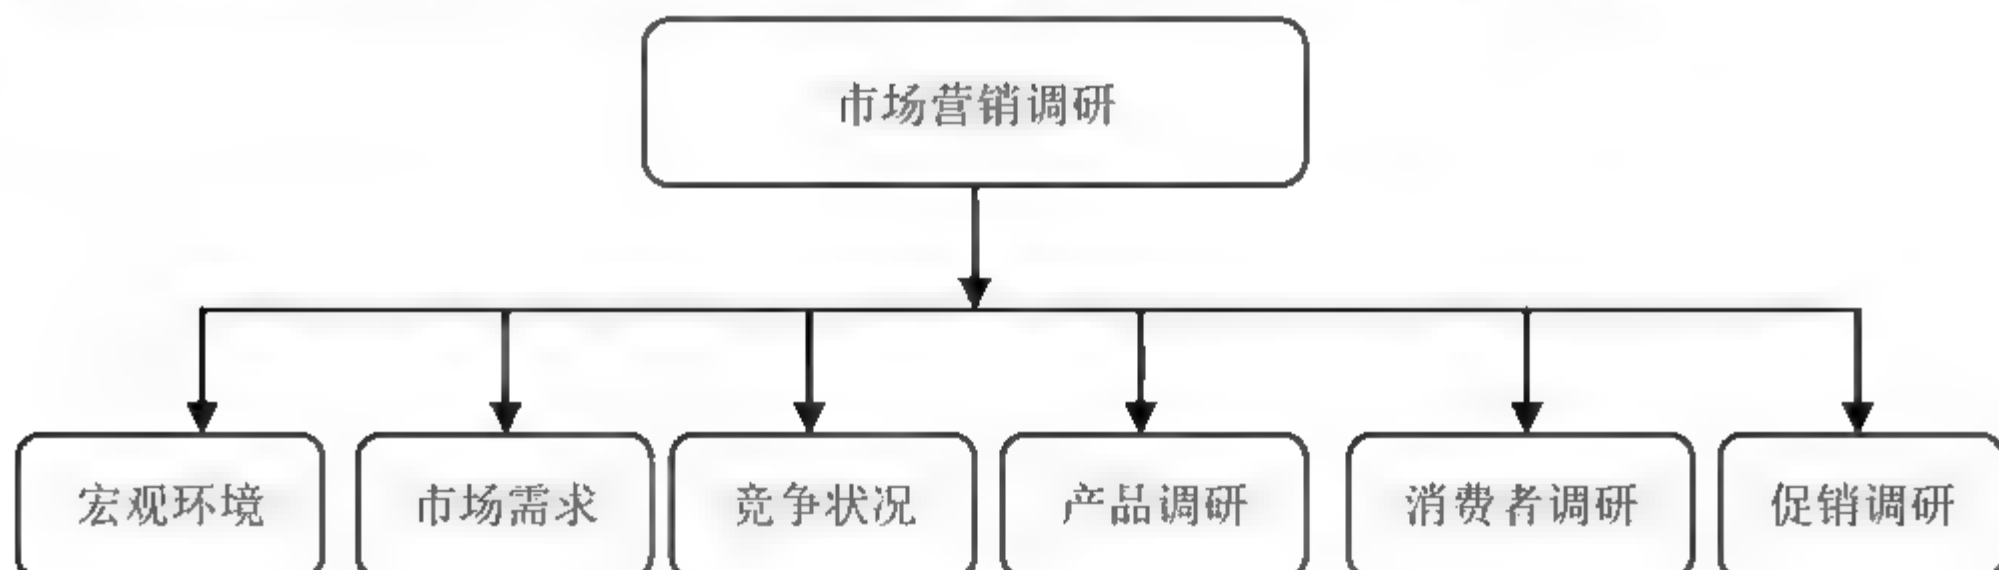 市场营销调研
宏观环境
市场需求
竞争状况
产品调研
消费者调研
促销调研